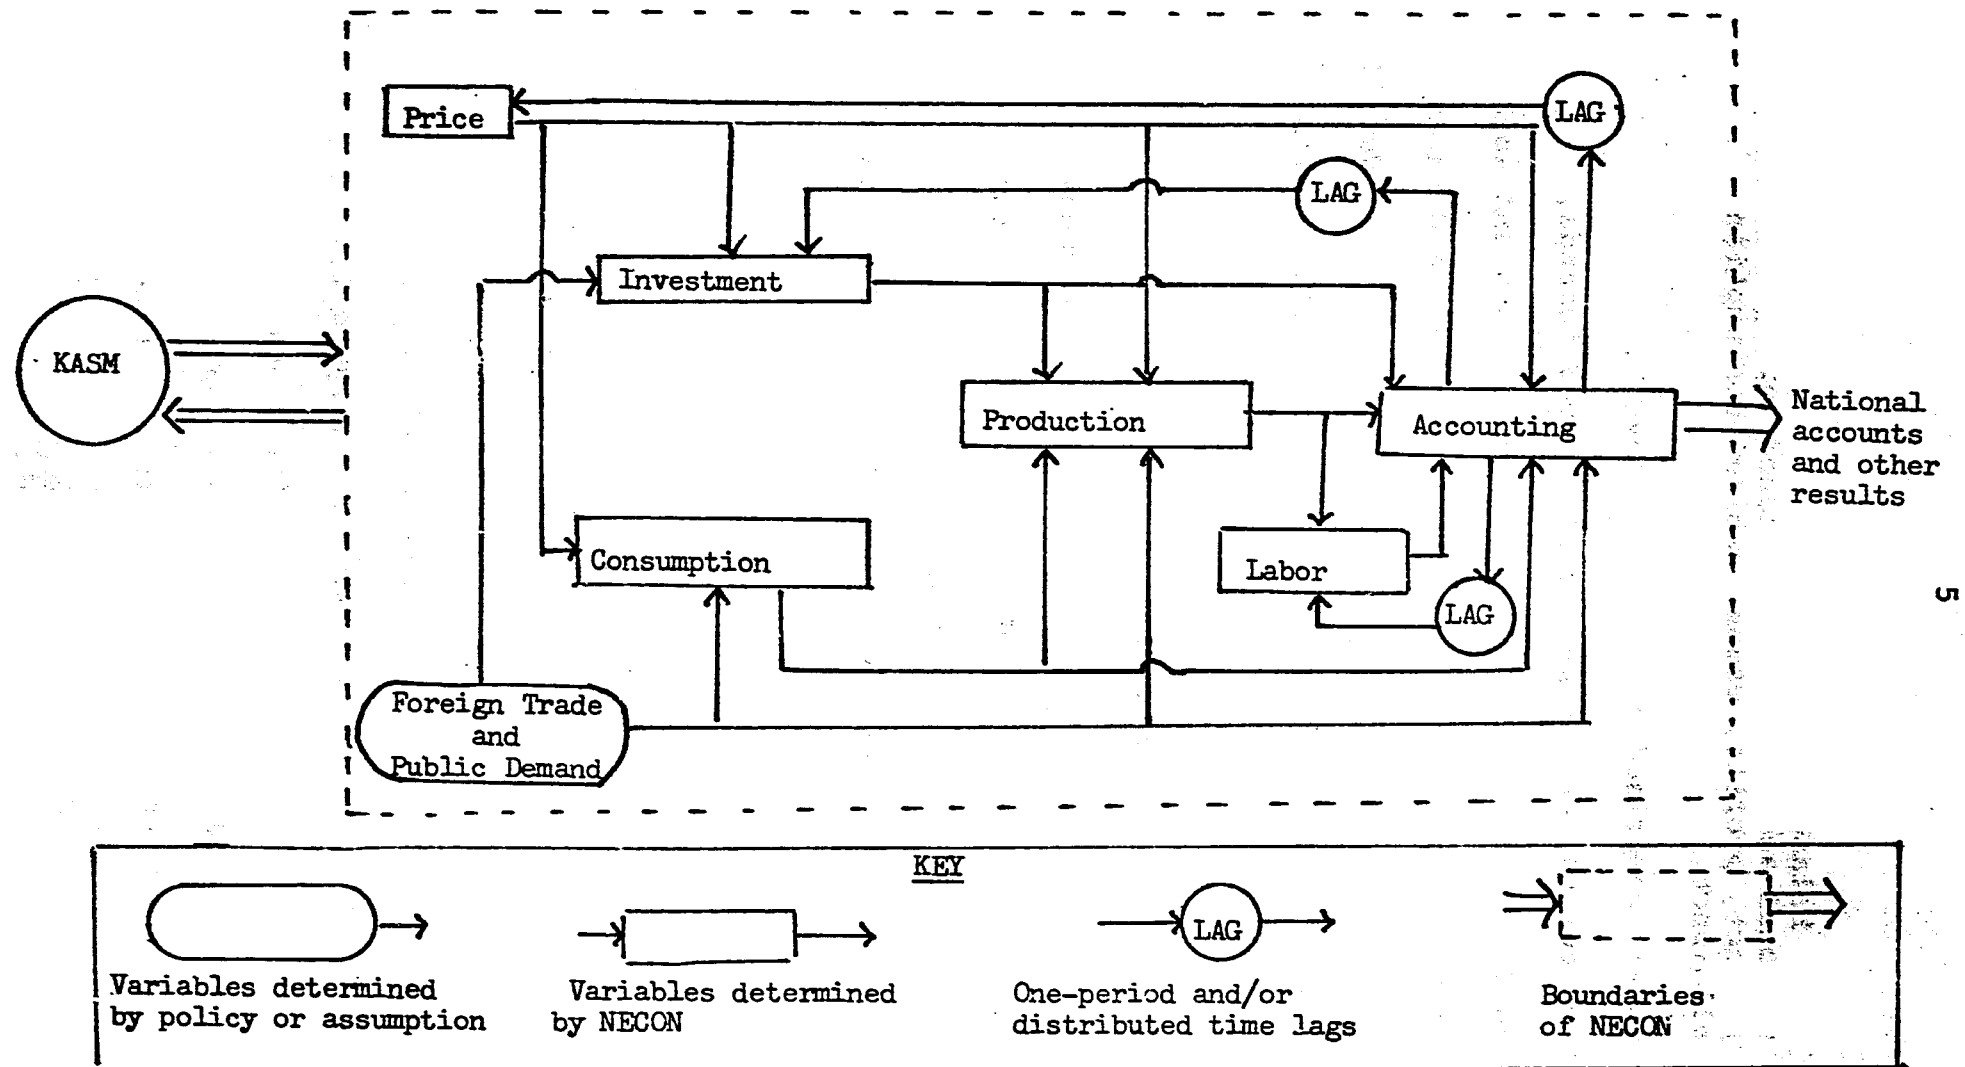 Price
LAG
LAG
Investment
KASM
Production
Accounting
National
accounts
and other
results
Consumption
Labor
LAG
5
Foreign Trade
and
Public Demand
KEY
LAG
Variables determined
by policy or assumption
Variables determined
by NECON
One-period and/or
distributed time lags
Boundaries
of NECON